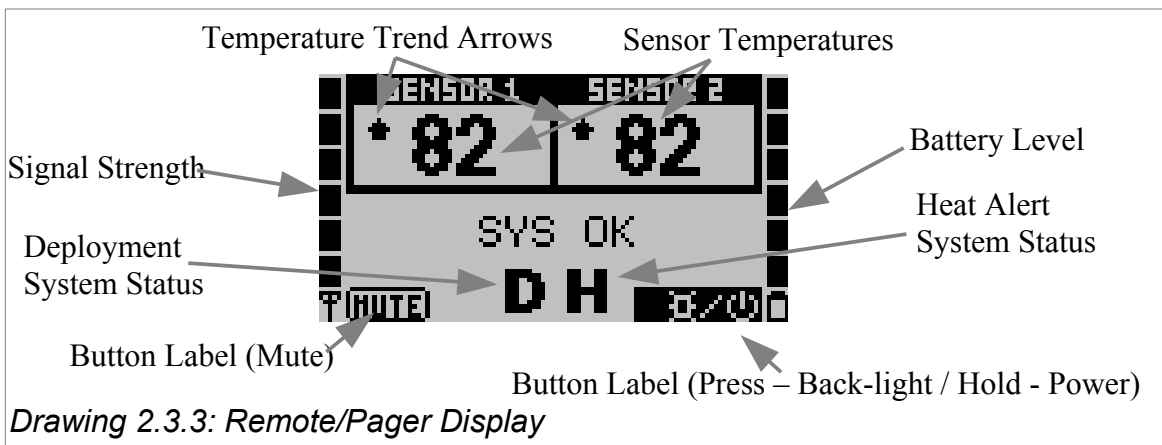 Temperature Trend Arrows
Sensor Temperatures
SENSOR 1 SENSOR 2
82 82
Signal Strength
Battery Level
SYS OK
Heat Alert
System Status
Deployment
System Status
D H
MUTE
Button Label (Mute)
Button Label (Press – Back-light / Hold - Power)
Drawing 2.3.3: Remote/Pager Display